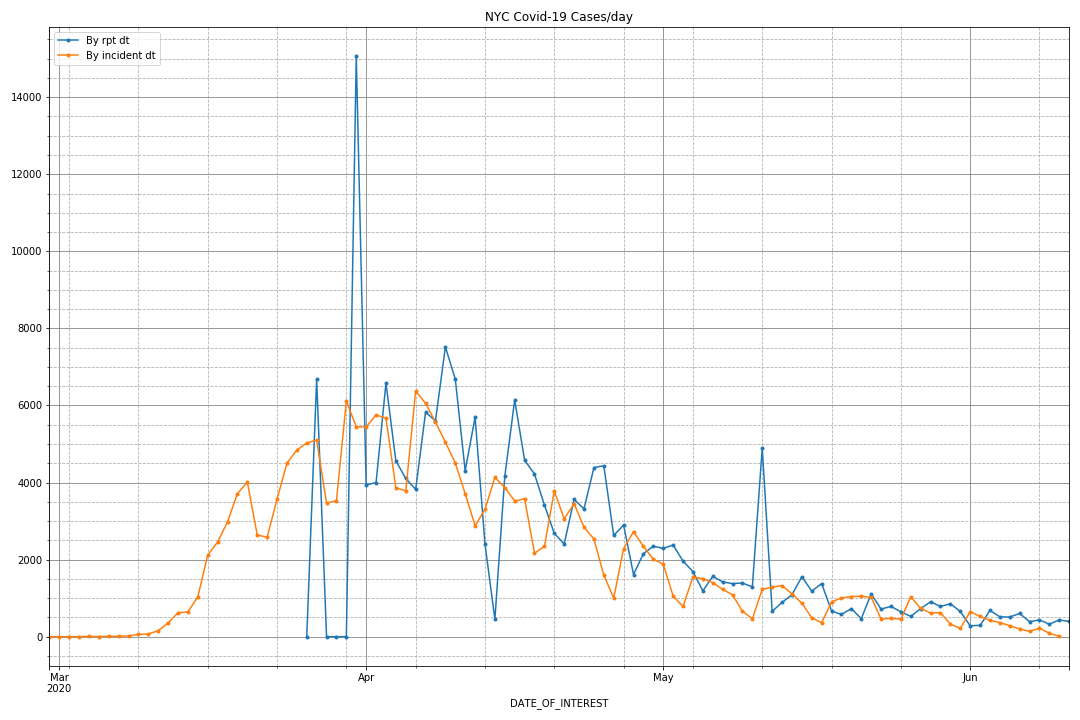 NYC Covid-19 Cases/day
By rpt dt
By incident dt
14000
12000
10000
8000
6000
4000
2000
0
Mar
2020
Apr
May
Jun
DATE_OF_INTEREST